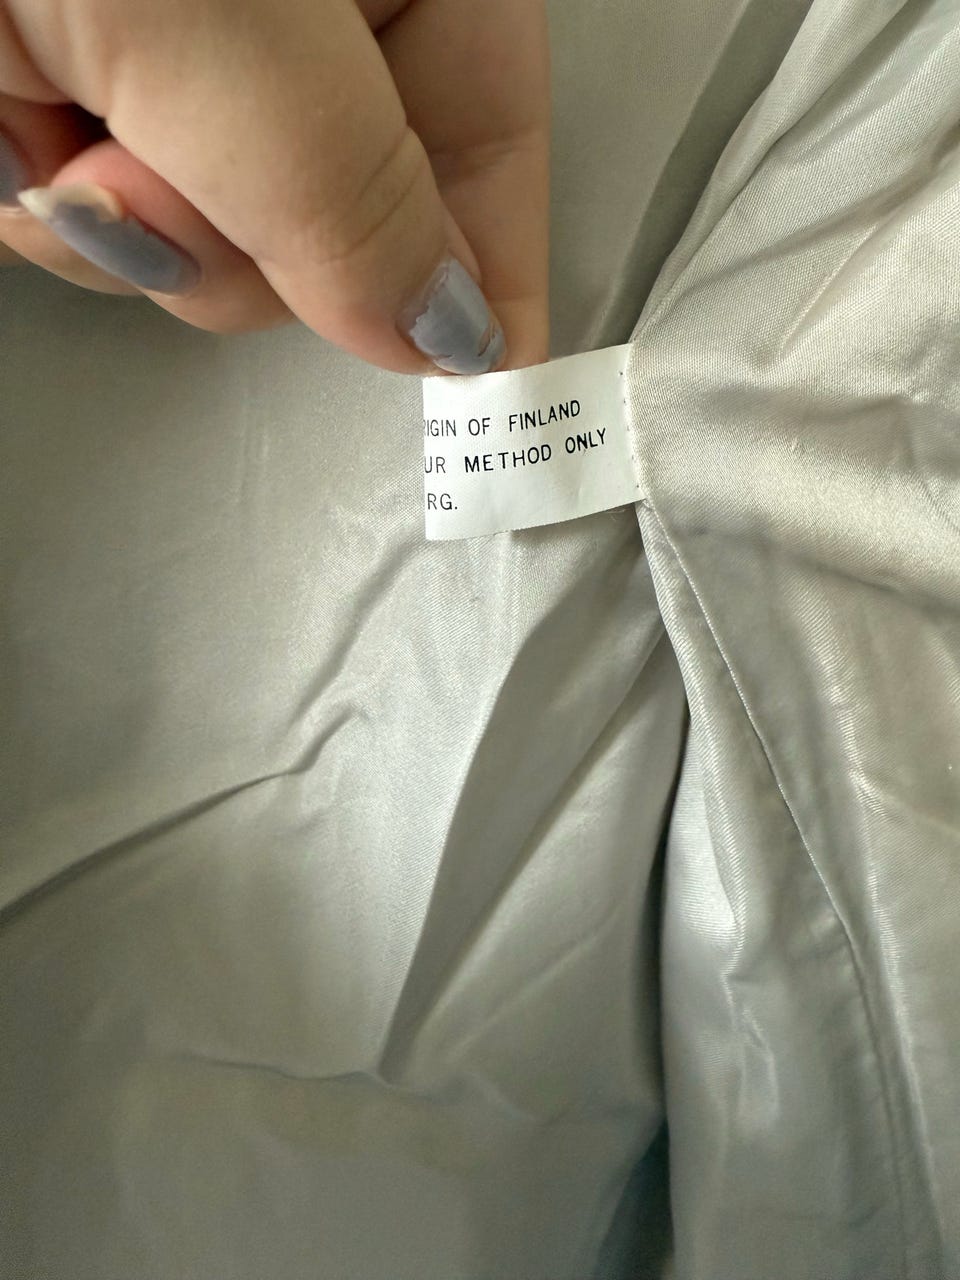 IGIN OF FINLAND
UR METHOD ONLY
RG.